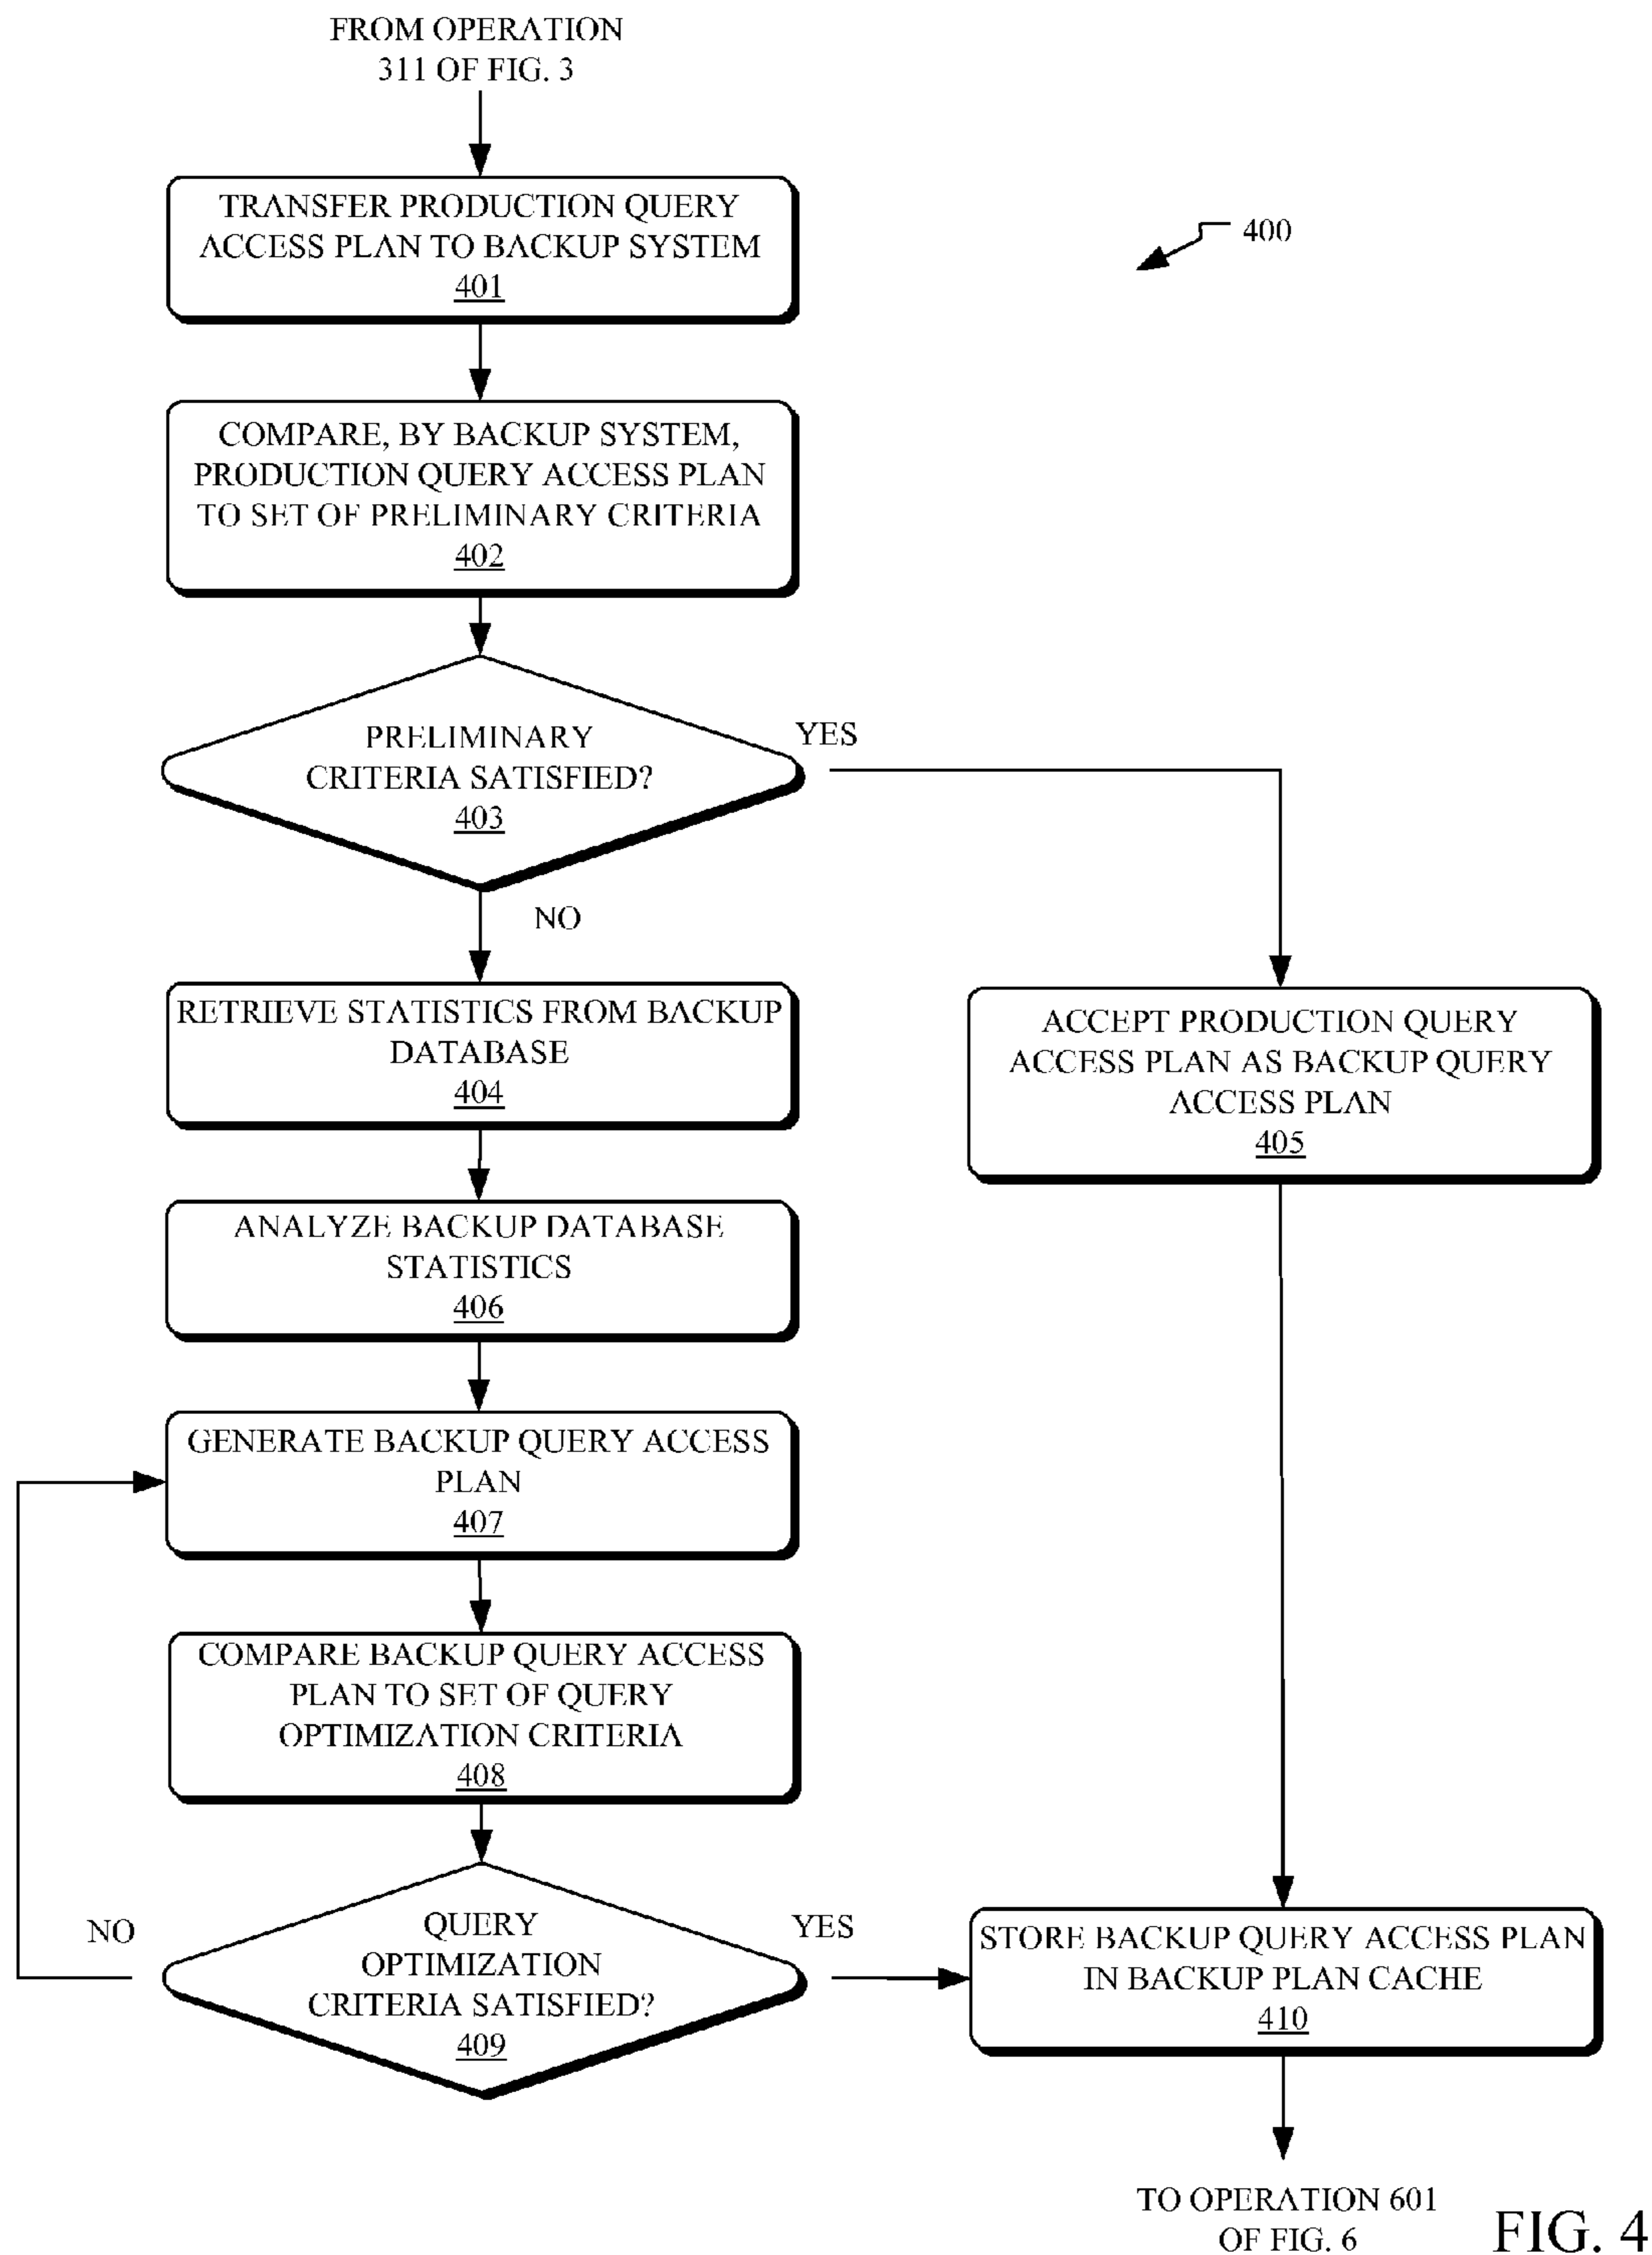 FROM OPERATION
311 OF FIG. 3
TRANSFER PRODUCTION QUERY
ACCESS PLAN TO BACKUP SYSTEM
401
400
COMPARE, BY BACKUP SYSTEM,
PRODUCTION QUERY ACCESS PLAN
TO SET OF PRELIMINARY CRITERIA
402
PRELIMINARY
CRITERIA SATISFIED?
403
YES
NO
RETRIEVE STATISTICS FROM BACKUP
DATABASE
404
ACCEPT PRODUCTION QUERY
ACCESS PLAN AS BACKUP QUERY
ACCESS PLAN
405
ANALYZE BACKUP DATABASE
STATISTICS
406
GENERATE BACKUP QUERY ACCESS
PLAN
407
COMPARE BACKUP QUERY ACCESS
PLAN TO SET OF QUERY
OPTIMIZATION CRITERIA
408
NO
QUERY
OPTIMIZATION
CRITERIA SATISFIED?
409
YES
STORE BACKUP QUERY ACCESS PLAN
IN BACKUP PLAN CACHE
410
TO OPERATION 601
OF FIG. 6
FIG. 4